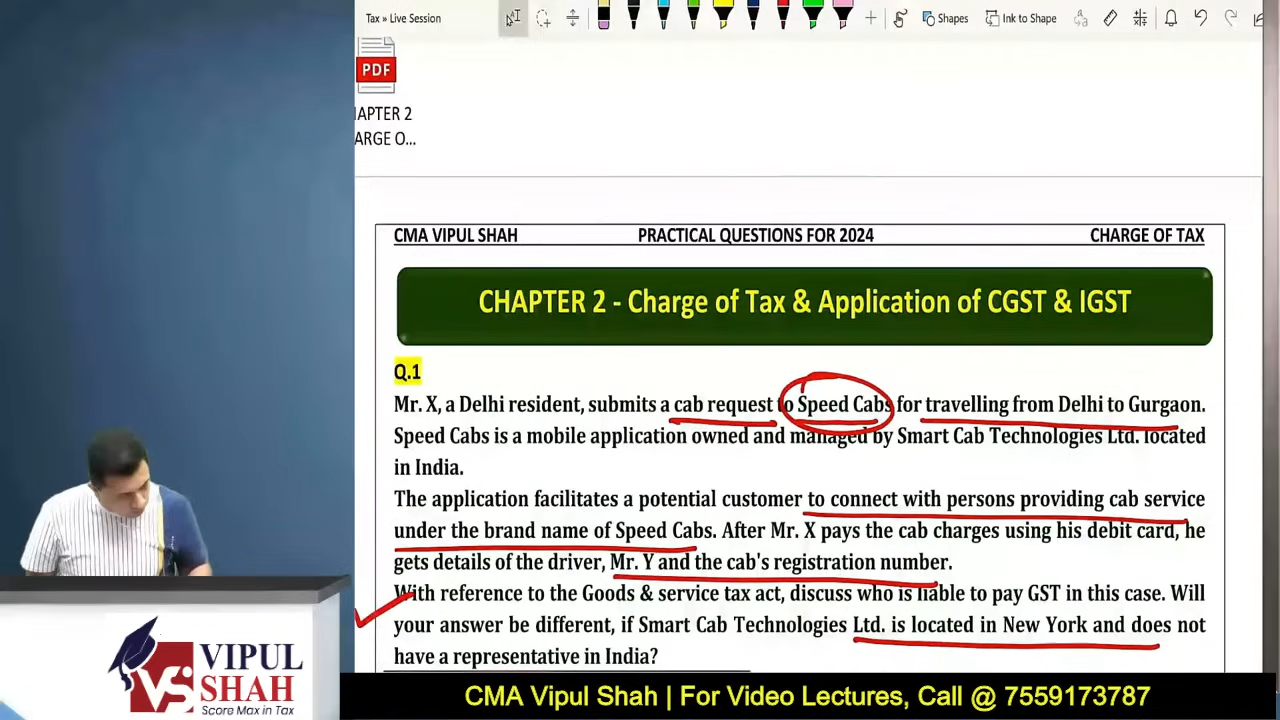 Tax » Live Session
Shapes
Ink to Shape
PDF
HAPTER 2
ARGE O...
CMA VIPUL SHAH PRACTICAL QUESTIONS FOR 2024 CHARGE OF TAX
CHAPTER 2 - Charge of Tax & Application of CGST & IGST
Q.1
Mr. X, a Delhi resident, submits a cab request to Speed Cabs for travelling from Delhi to Gurgaon.
Speed Cabs is a mobile application owned and managed by Smart Cab Technologies Ltd. located
in India.
The application facilitates a potential customer to connect with persons providing cab service
under the brand name of Speed Cabs. After Mr. X pays the cab charges using his debit card, he
gets details of the driver, Mr. Y and the cab's registration number.
With reference to the Goods & service tax act, discuss who is liable to pay GST in this case. Will
your answer be different, if Smart Cab Technologies Ltd. is located in New York and does not
have a representative in India?
VS
VIPUL
SHAH
Score Max in Tax
CMA Vipul Shah | For Video Lectures, Call @ 7559173787